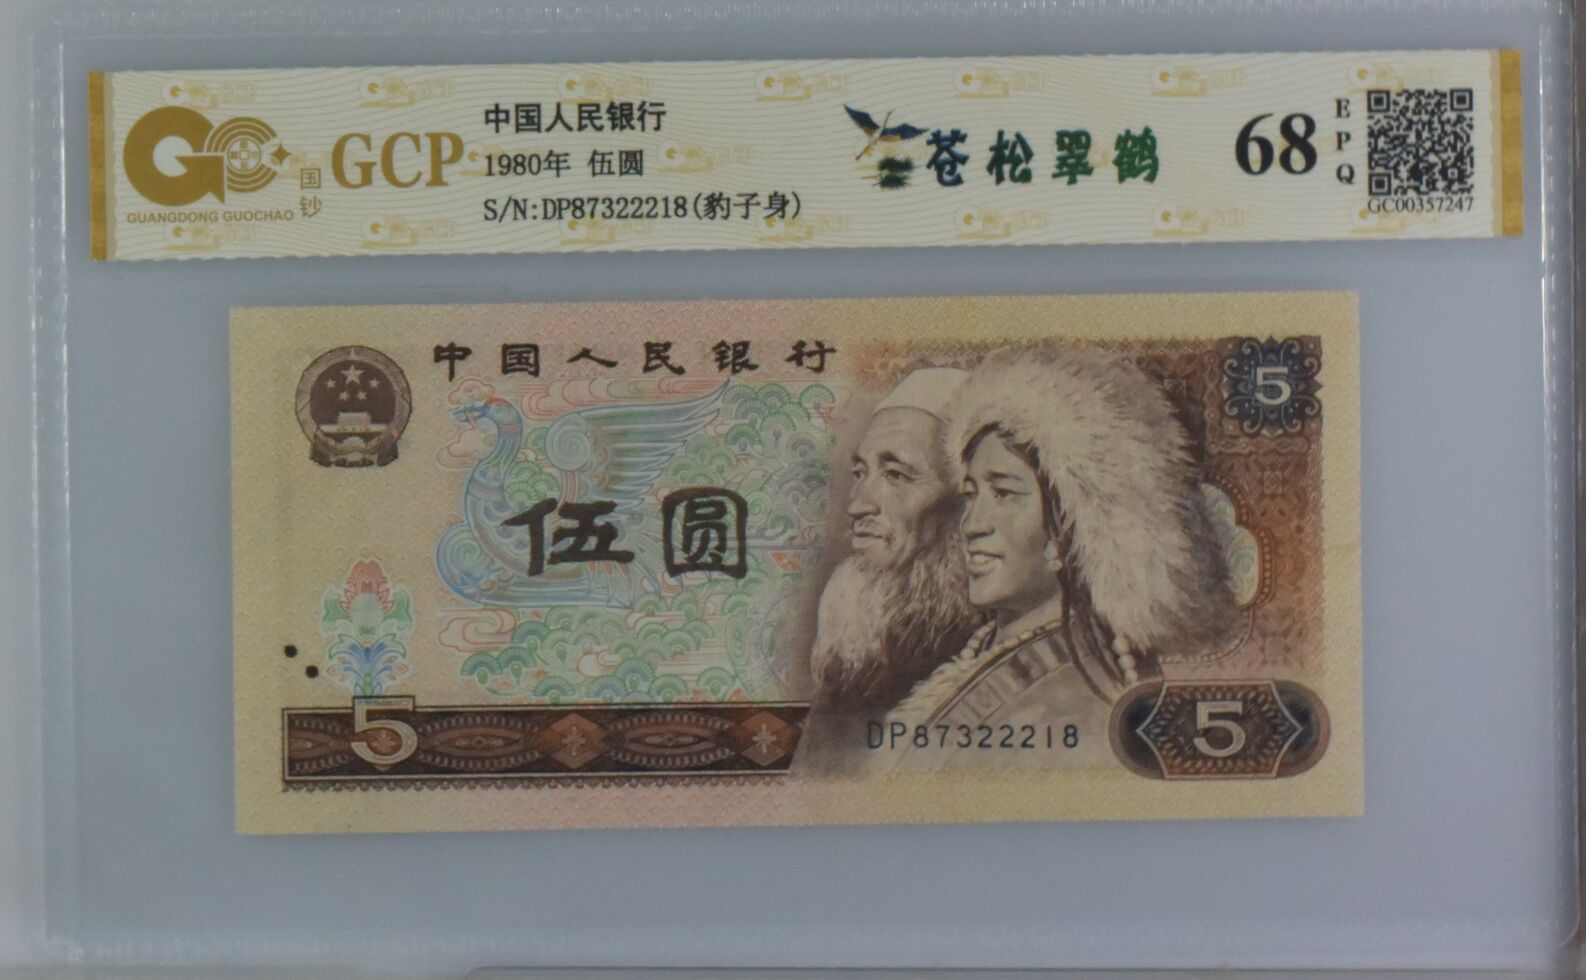 GUANGDONG GUOCHAO
国钞
GCP
中国人民银行
1980年 伍圆
S/N:DP87322218(豹子身)
苍松翠鹤
68
EPQ
GC00357247
中国人民银行
5
伍圆
5
DP87322218
5